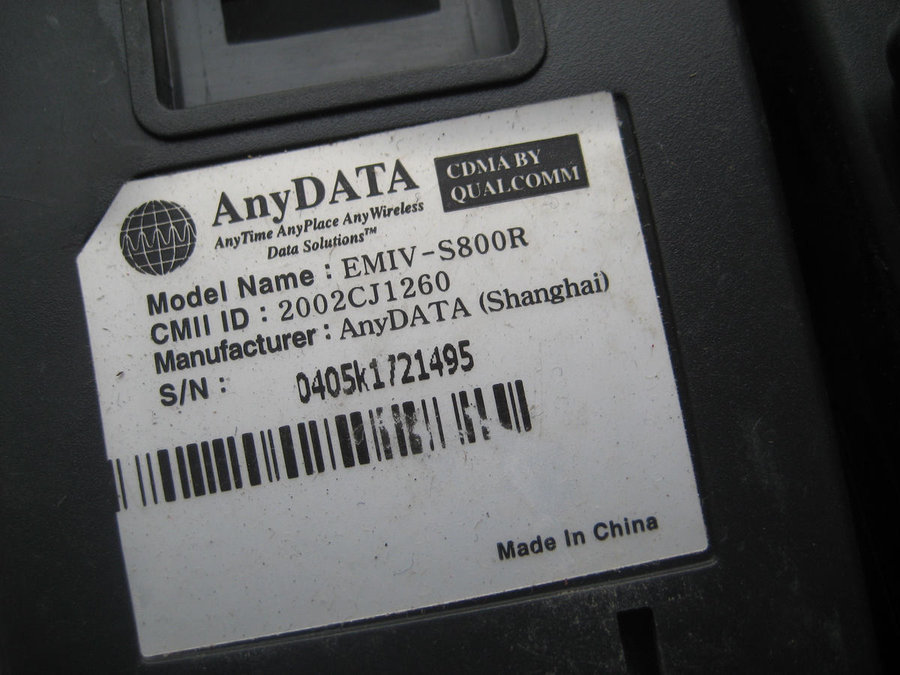 AnyDATA
AnyTime AnyPlace AnyWireless
Data Solutions™
CDMA BY
QUALCOMM
Model Name : EMIV-S800R
CMII ID : 2002CJ1260
Manufacturer : AnyDATA (Shanghai)
S/N : 0405k1721495
Made In China